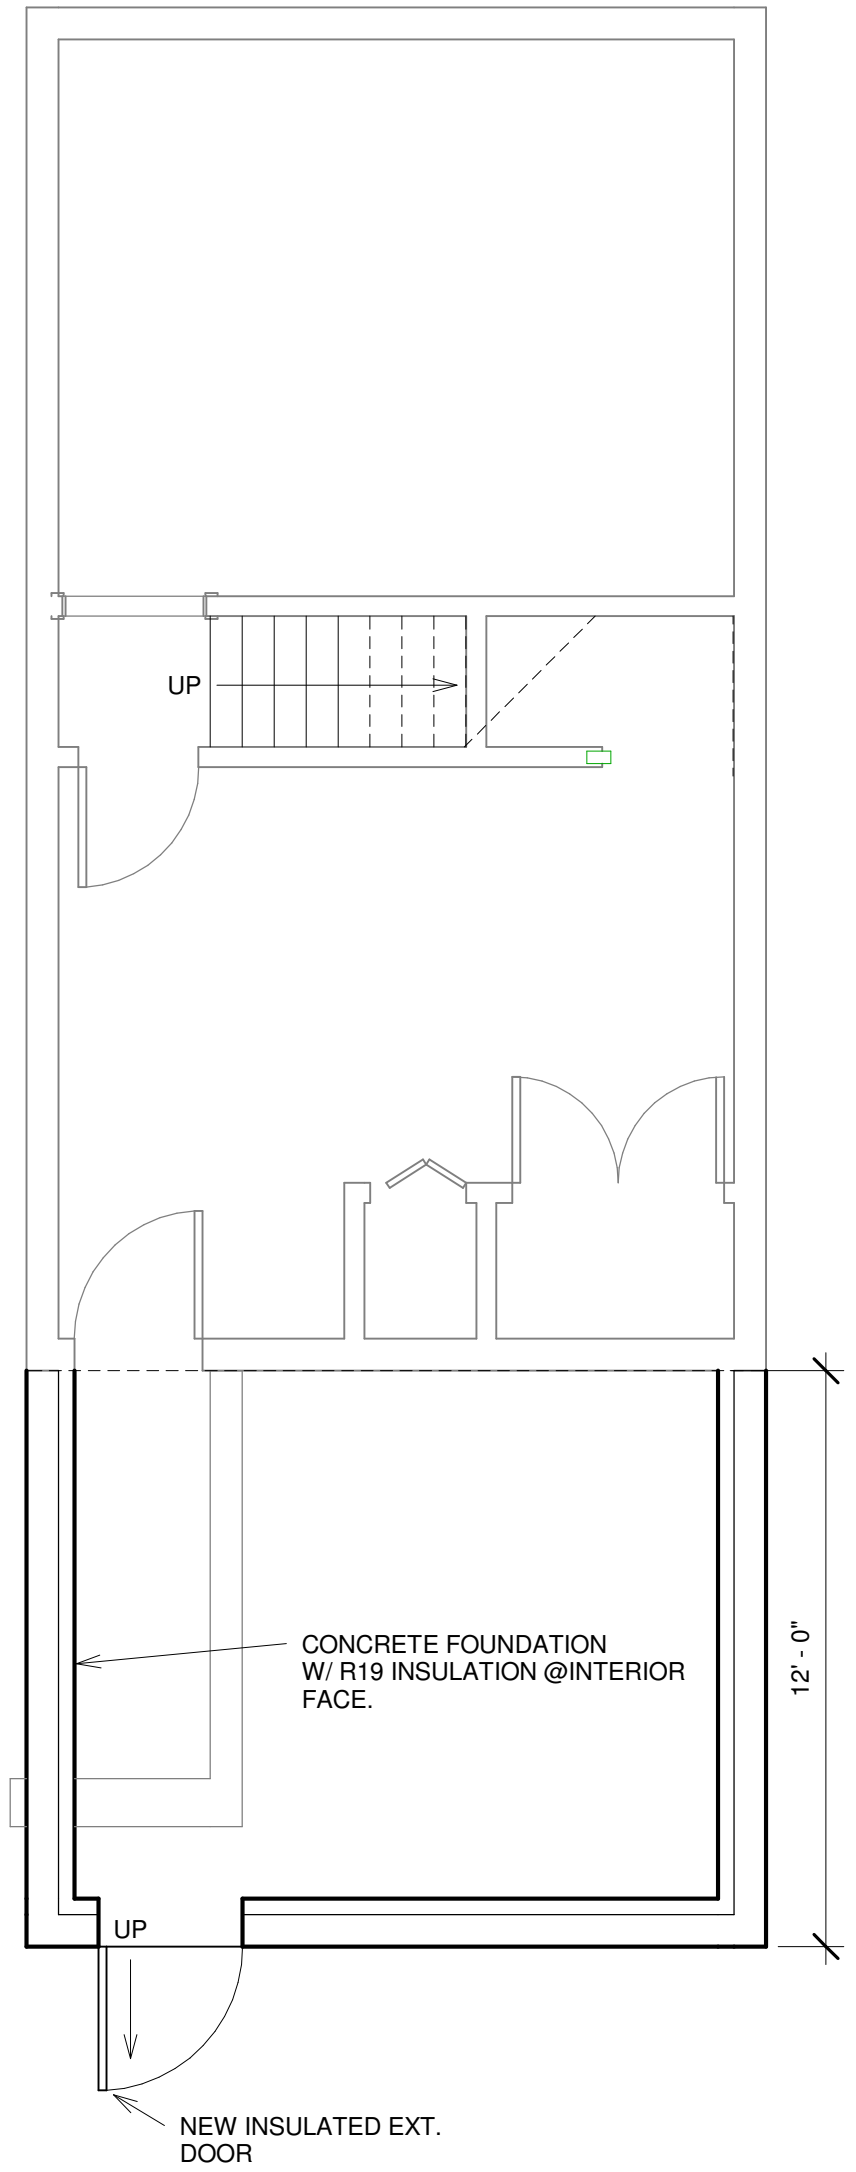 UP
CONCRETE FOUNDATION
W/ R19 INSULATION @INTERIOR
FACE.
12' - 0"
UP
NEW INSULATED EXT.
DOOR